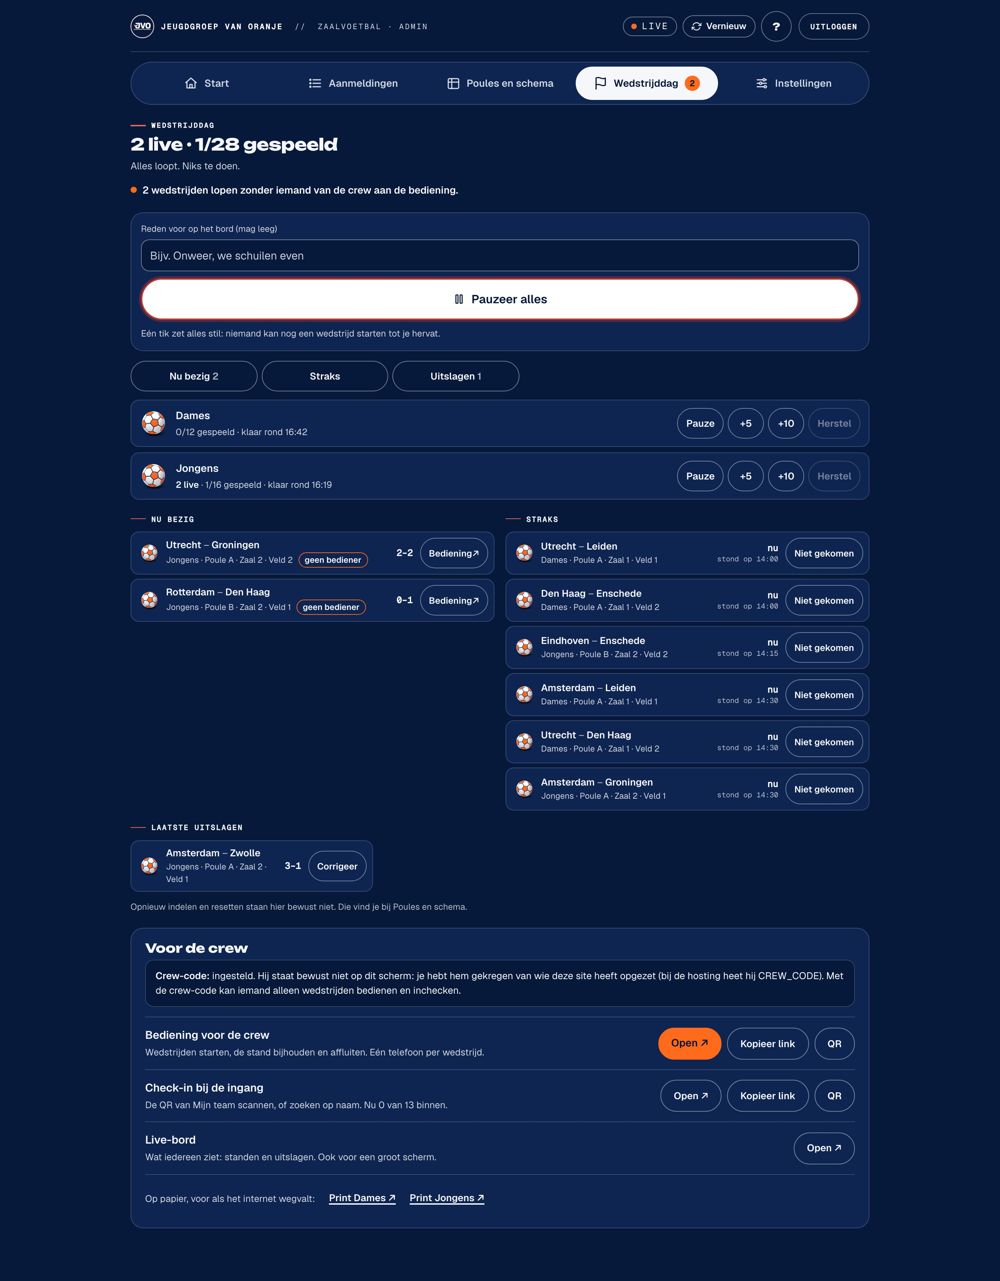 JVO JEUGDGROEP VAN ORANJE // ZAALVOETBAL · ADMIN
LIVE
Vernieuw
?
UITLOGGEN
Start
Aanmeldingen
Poules en schema
Wedstrijddag 2
Instellingen
WEDSTRIJDDAG
2 live · 1/28 gespeeld
Alles loopt. Niks te doen.
2 wedstrijden lopen zonder iemand van de crew aan de bediening.
Reden voor op het bord (mag leeg)
Bijv. Onweer, we schuilen even
Pauzeer alles
Eén tik zet alles stil: niemand kan nog een wedstrijd starten tot je hervat.
Nu bezig 2
Straks
Uitslagen 1
Dames
0/12 gespeeld · klaar rond 16:42
Pauze
+5
+10
Herstel
Jongens
2 live · 1/16 gespeeld · klaar rond 16:19
Pauze
+5
+10
Herstel
NU BEZIG
Utrecht – Groningen
Jongens · Poule A · Zaal 2 · Veld 2 geen bediener
2–2
Bediening↗
Rotterdam – Den Haag
Jongens · Poule B · Zaal 2 · Veld 1 geen bediener
0–1
Bediening↗
STRAKS
Utrecht – Leiden
Dames · Poule A · Zaal 1 · Veld 1
nu
stond op 14:00
Niet gekomen
Den Haag – Enschede
Dames · Poule A · Zaal 1 · Veld 2
nu
stond op 14:00
Niet gekomen
Eindhoven – Enschede
Jongens · Poule B · Zaal 2 · Veld 2
nu
stond op 14:15
Niet gekomen
Amsterdam – Leiden
Dames · Poule A · Zaal 1 · Veld 1
nu
stond op 14:30
Niet gekomen
Utrecht – Den Haag
Dames · Poule A · Zaal 1 · Veld 2
nu
stond op 14:30
Niet gekomen
Amsterdam – Groningen
Jongens · Poule A · Zaal 2 · Veld 1
nu
stond op 14:30
Niet gekomen
LAATSTE UITSLAGEN
Amsterdam – Zwolle
Jongens · Poule A · Zaal 2 ·
Veld 1
3–1
Corrigeer
Opnieuw indelen en resetten staan hier bewust niet. Die vind je bij Poules en schema.
Voor de crew
Crew-code: ingesteld. Hij staat bewust niet op dit scherm: je hebt hem gekregen van wie deze site heeft opgezet (bij de hosting heet hij CREW_CODE). Met
de crew-code kan iemand alleen wedstrijden bedienen en inchecken.
Bediening voor de crew
Wedstrijden starten, de stand bijhouden en affluiten. Eén telefoon per wedstrijd.
Open ↗
Kopieer link
QR
Check-in bij de ingang
De QR van Mijn team scannen, of zoeken op naam. Nu 0 van 13 binnen.
Open ↗
Kopieer link
QR
Live-bord
Wat iedereen ziet: standen en uitslagen. Ook voor een groot scherm.
Open ↗
Op papier, voor als het internet wegvalt: Print Dames ↗ Print Jongens ↗